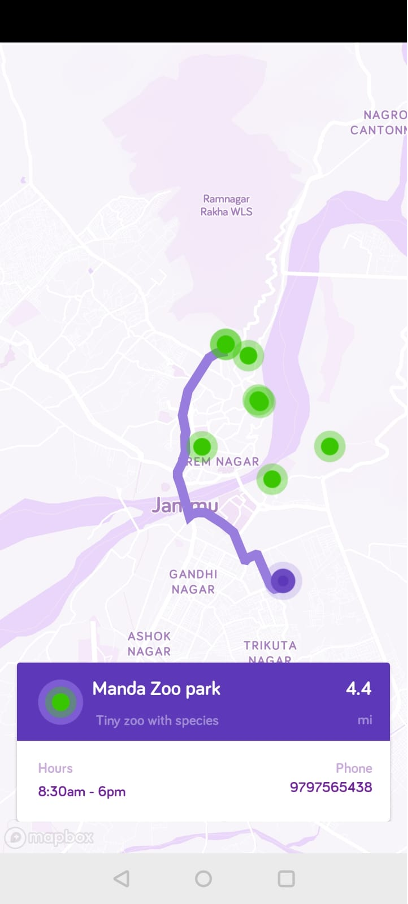 NAGRO
CANTONM
Ramnagar
Rakha WLS
REM NAGAR
Jammu
GANDHI
NAGAR
ASHOK
NAGAR
TRIKUTA
NAGAR
Manda Zoo park 4.4
Tiny zoo with species mi
Hours Phone
8:30am - 6pm 9797565438
mapbox